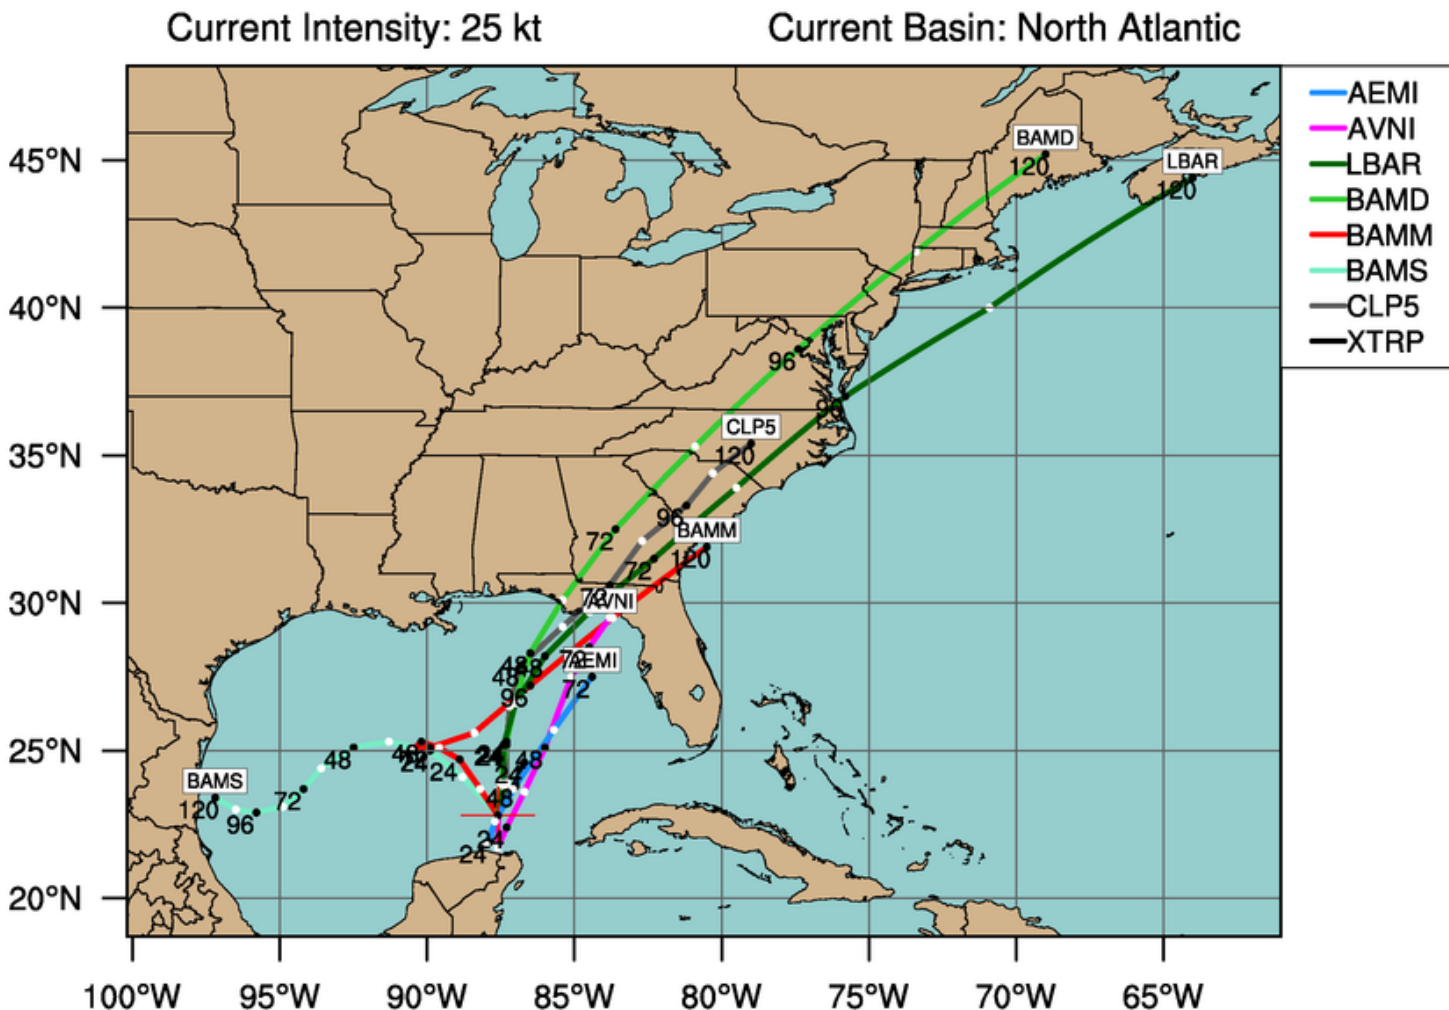 Current Intensity: 25 kt
Current Basin: North Atlantic
AEMI
AVNI
LBAR
BAMD
BAMM
BAMS
CLP5
XTRP
45°N
40°N
35°N
30°N
25°N
20°N
100°W
95°W
90°W
85°W
80°W
75°W
70°W
65°W
BAMD
120
LBAR
120
96
96
CLP5
120
96
BAMM
120
72
72
72
AVNI
72
AEMI
72
48
48
48
96
48
48
24
24
24
48
24
24
BAMS
120
96
72